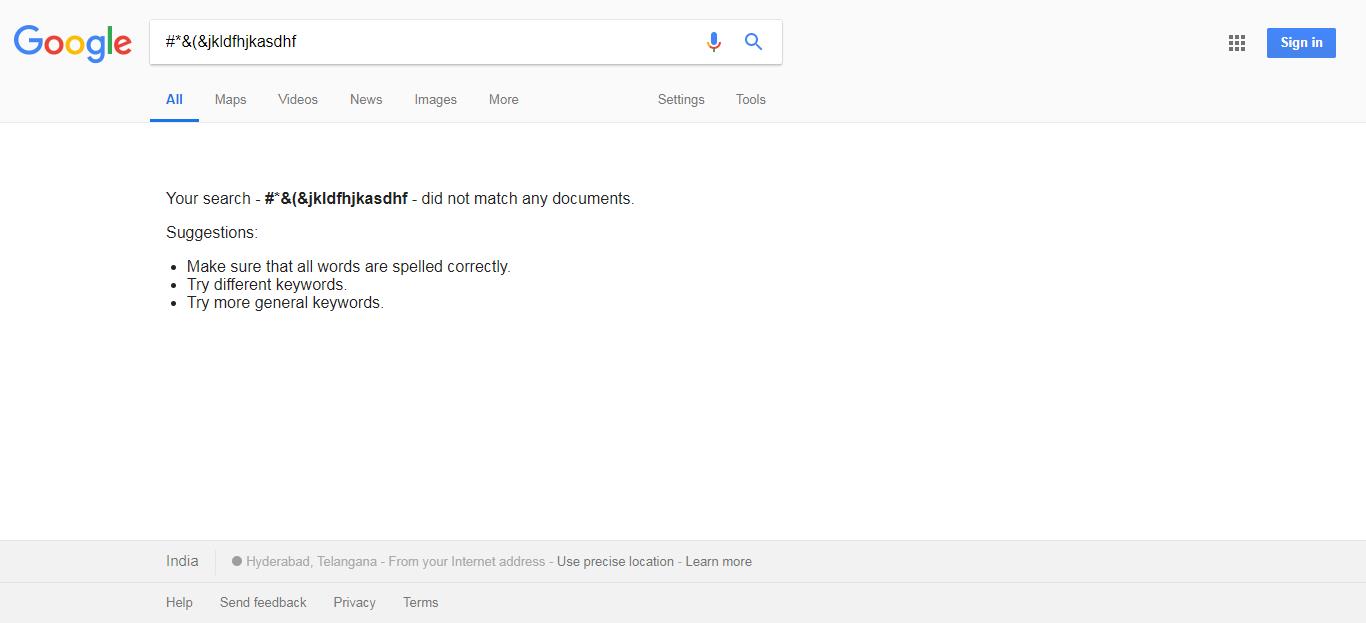 Google #*&(&jkldfhjkasdhf Sign in
All Maps Videos News Images More Settings Tools
Your search - #*&(&jkldfhjkasdhf - did not match any documents.
Suggestions:
• Make sure that all words are spelled correctly.
• Try different keywords.
• Try more general keywords.
India Hyderabad, Telangana - From your Internet address - Use precise location - Learn more
Help Send feedback Privacy Terms